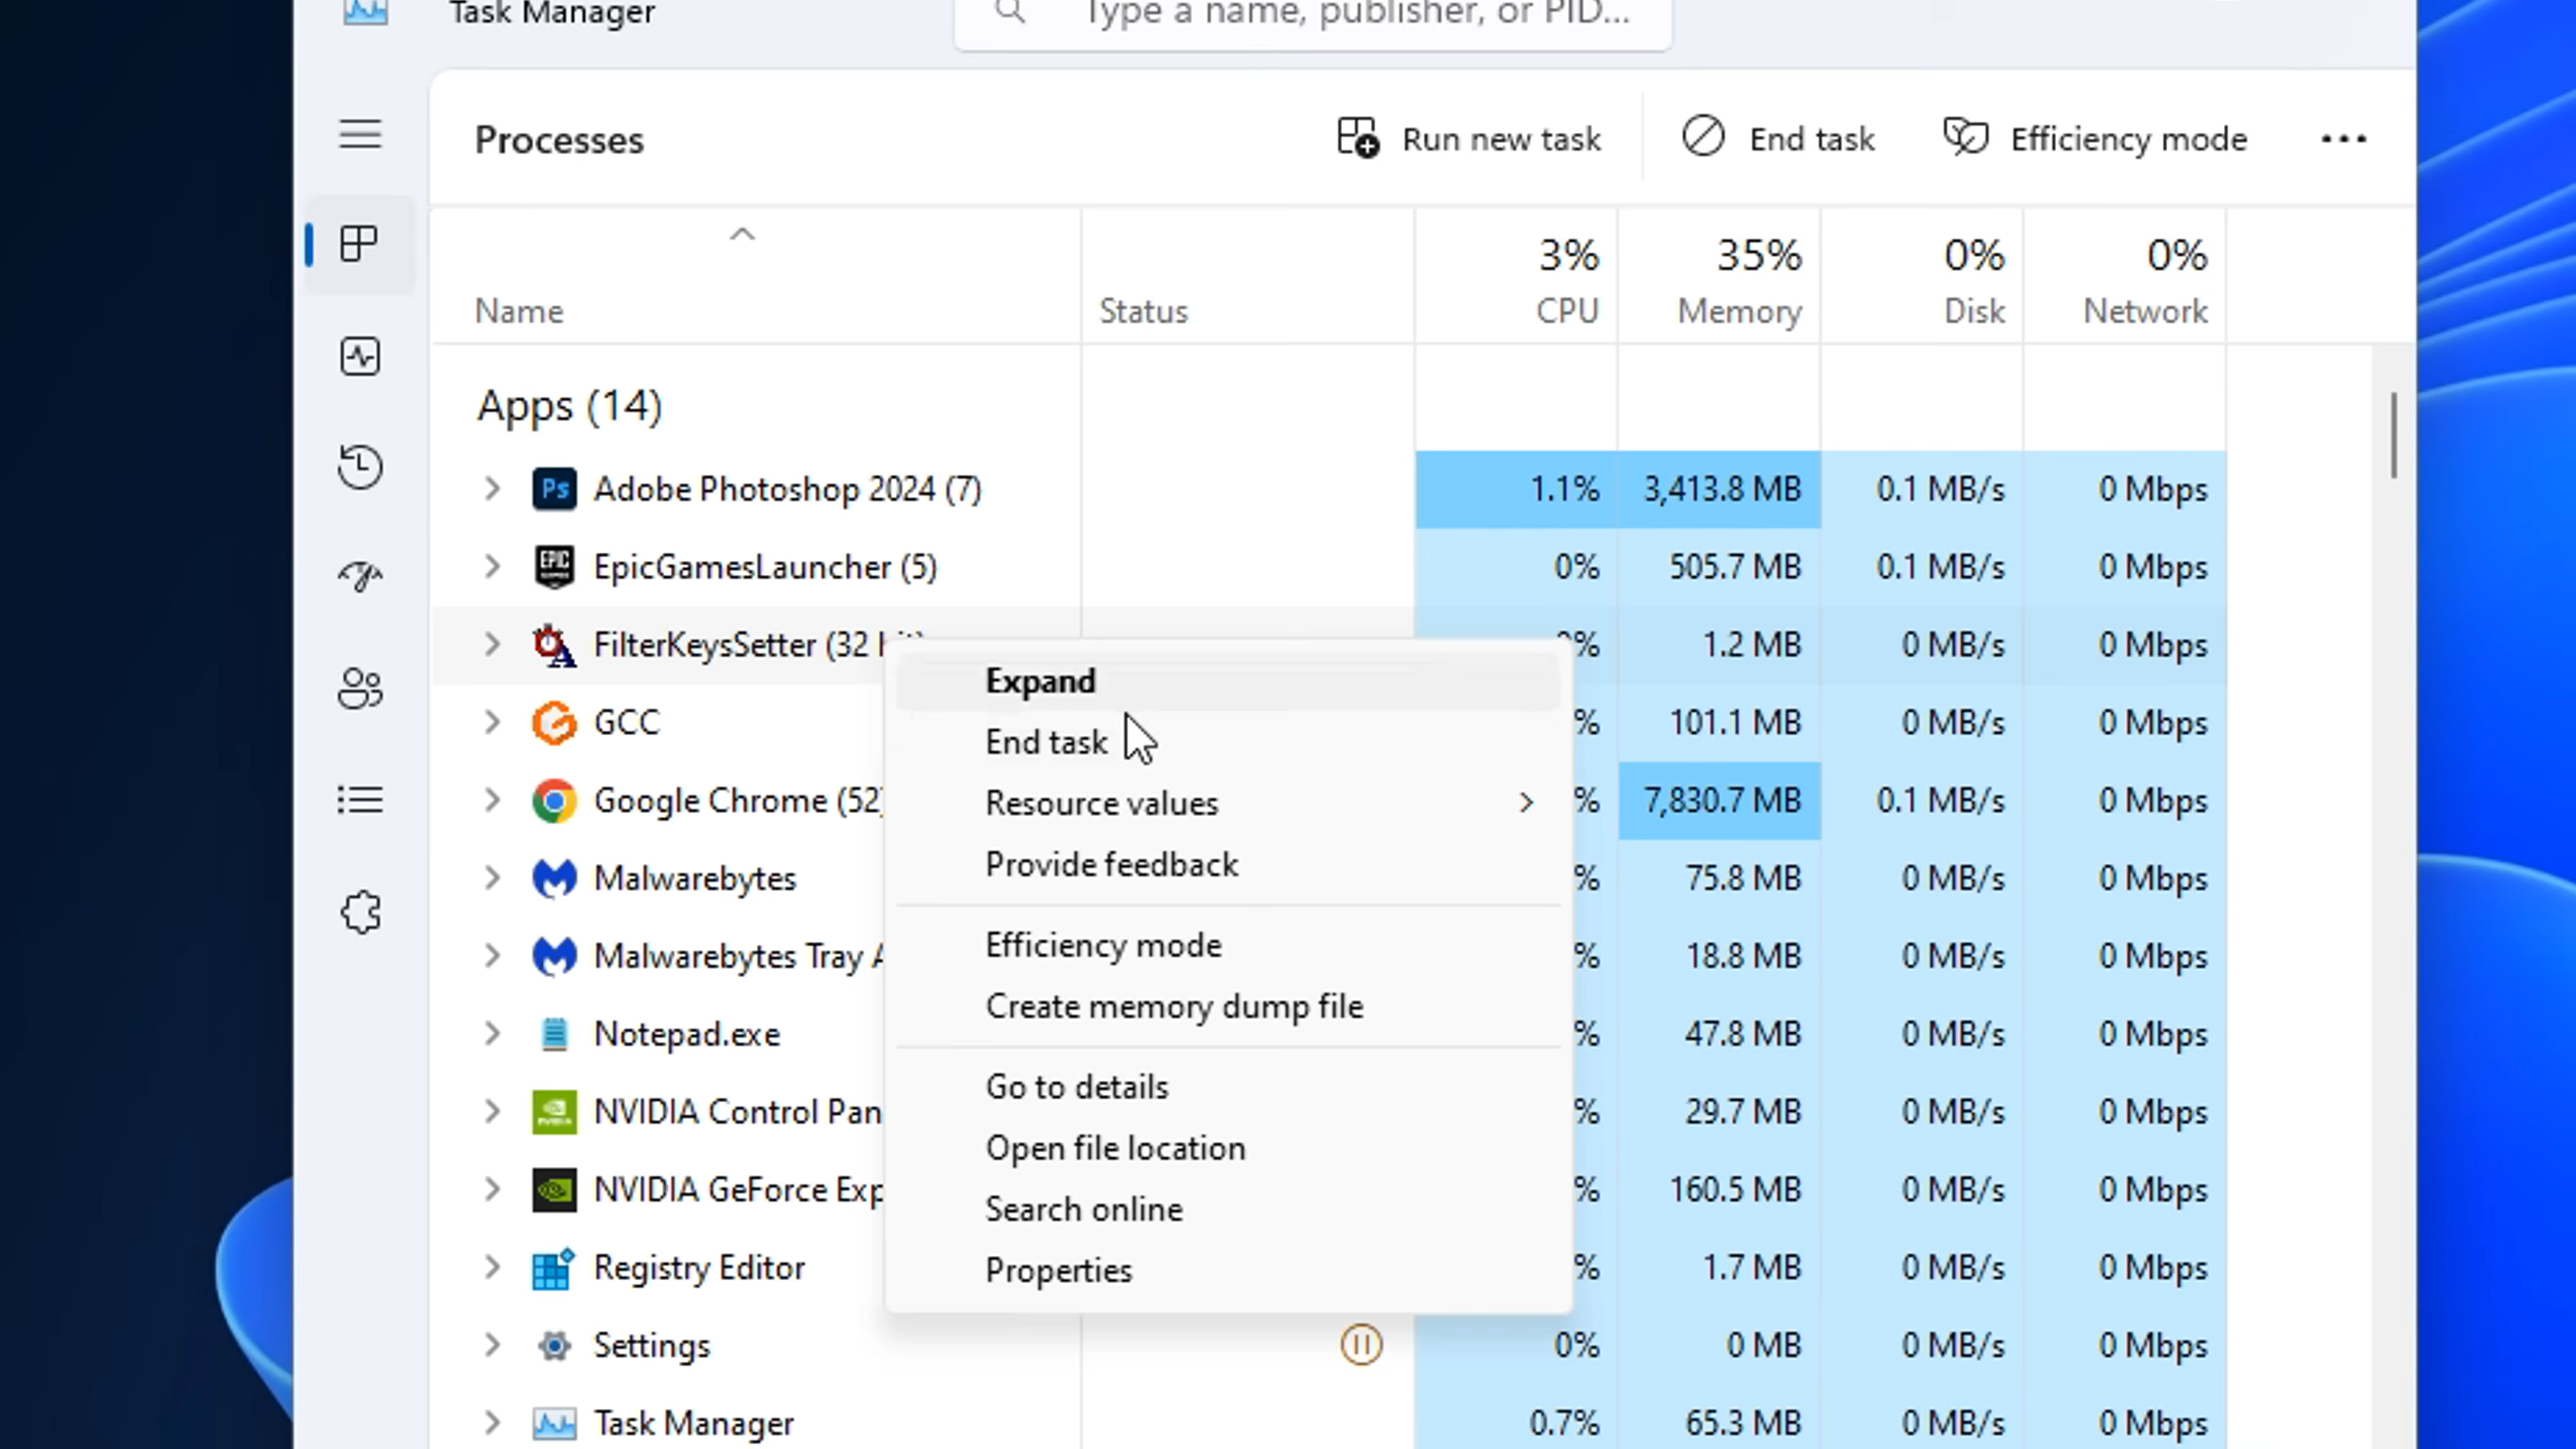 Task Manager
Type a name, publisher, or PID...
Processes
Run new task
End task
Efficiency mode
3% 35% 0% 0%
Name Status CPU Memory Disk Network
Apps (14)
Ps Adobe Photoshop 2024 (7) 1.1% 3,413.8 MB 0.1 MB/s 0 Mbps
EPIC EpicGamesLauncher (5) 0% 505.7 MB 0.1 MB/s 0 Mbps
FilterKeysSetter (32 1.2 MB 0 MB/s 0 Mbps
GCC % 101.1 MB 0 MB/s 0 Mbps
Google Chrome (52) % 7,830.7 MB 0.1 MB/s 0 Mbps
Malwarebytes % 75.8 MB 0 MB/s 0 Mbps
Malwarebytes Tray % 18.8 MB 0 MB/s 0 Mbps
Notepad.exe % 47.8 MB 0 MB/s 0 Mbps
NVIDIA Control Pan % 29.7 MB 0 MB/s 0 Mbps
NVIDIA GeForce Exp % 160.5 MB 0 MB/s 0 Mbps
Registry Editor % 1.7 MB 0 MB/s 0 Mbps
Settings 0% 0 MB 0 MB/s 0 Mbps
Task Manager 0.7% 65.3 MB 0 MB/s 0 Mbps
Expand
End task
Resource values
Provide feedback
Efficiency mode
Create memory dump file
Go to details
Open file location
Search online
Properties